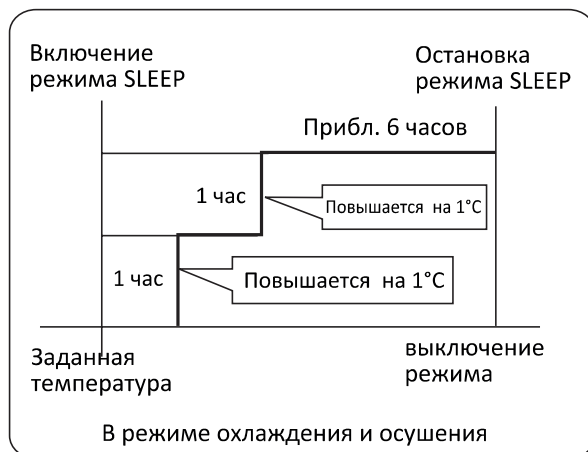 Включение
режима SLEEP
Остановка
режима SLEEP
Прибл. 6 часов
1 час
Повышается на 1°C
1 час
Повышается на 1°C
Заданная
температура
выключение
режима
В режиме охлаждения и осушения